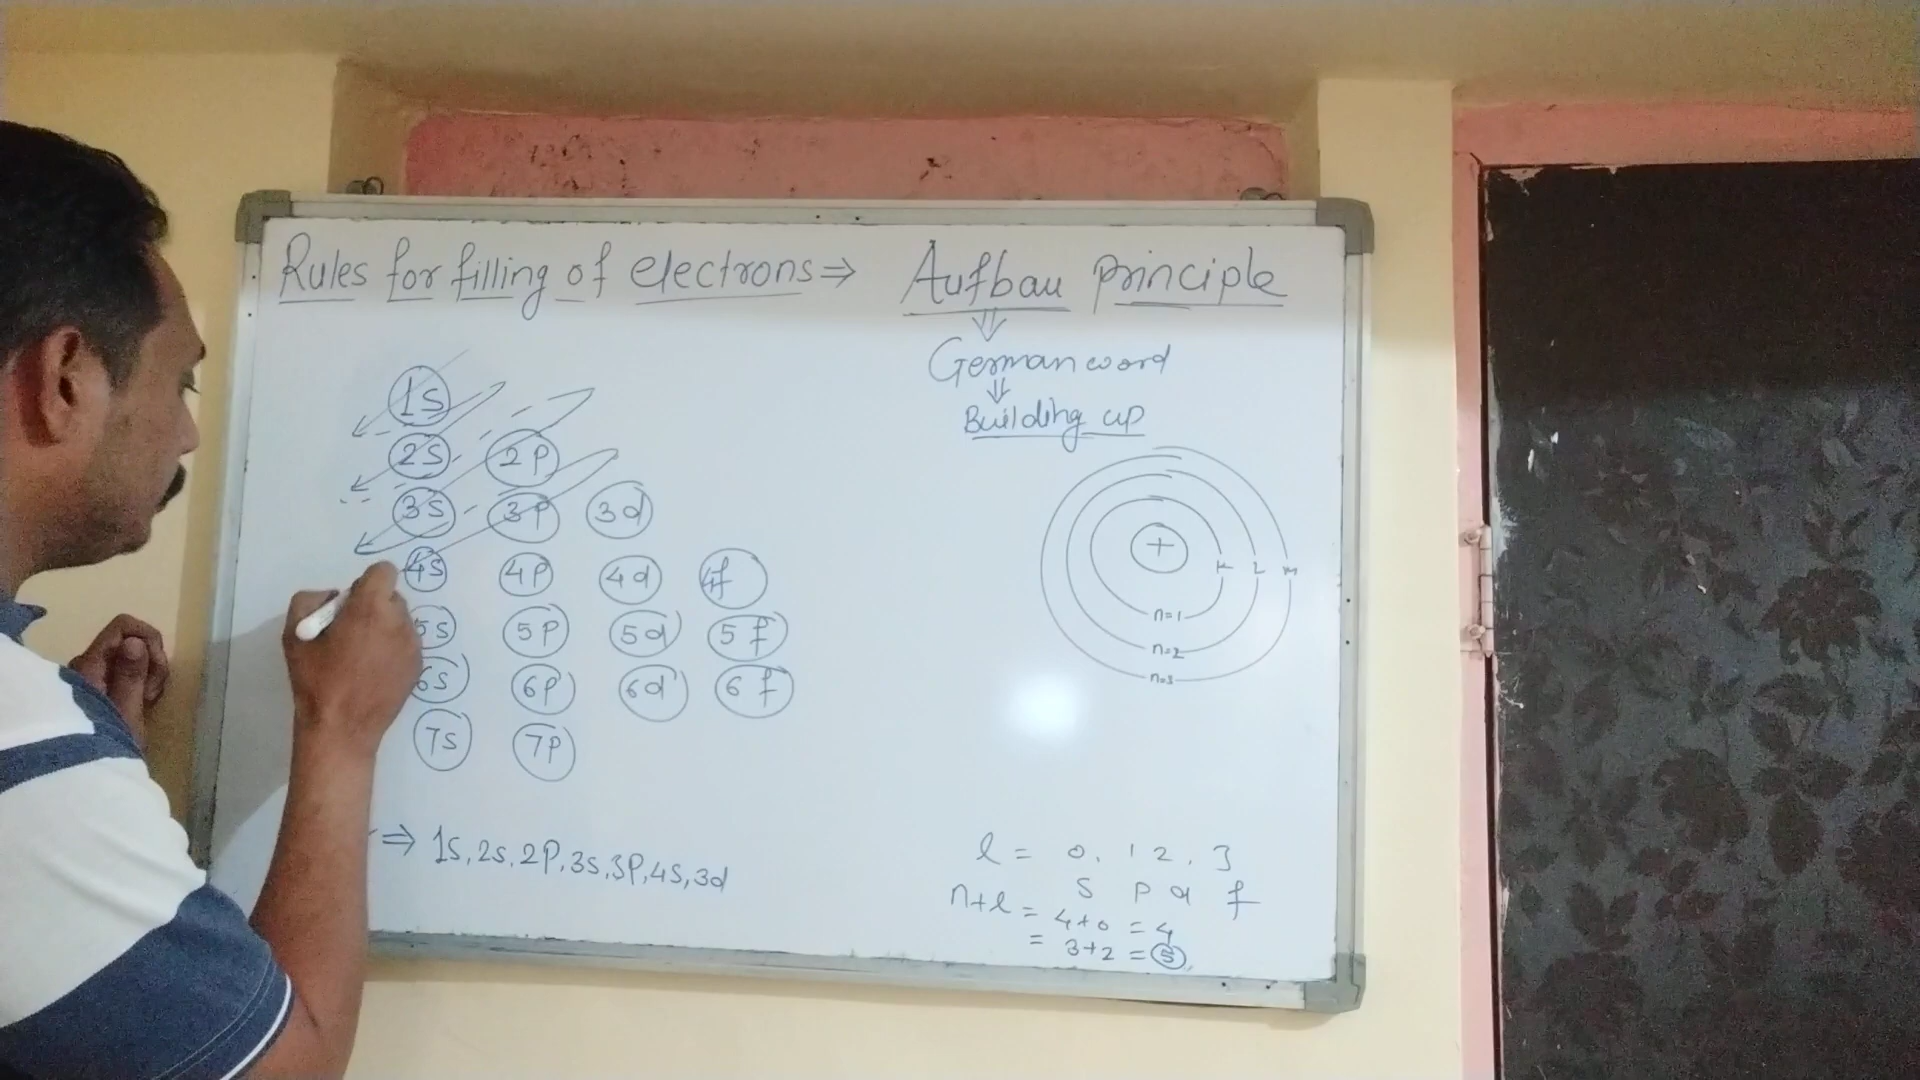 Rules for filling of electrons ⇒ Aufbau principle
⇓
German word
⇓
Building up
1s
2s 2p
3s 3p 3d
4s 4p 4d 4f
5s 5p 5d 5f
6s 6p 6d 6f
7s 7p
+
K L M
n=1
n=2
n=3
⇒ 1s, 2s, 2p, 3s, 3p, 4s, 3d
l = 0, 1 2, 3
s p d f
n+l = 4+0 = 4
= 3+2 = 5